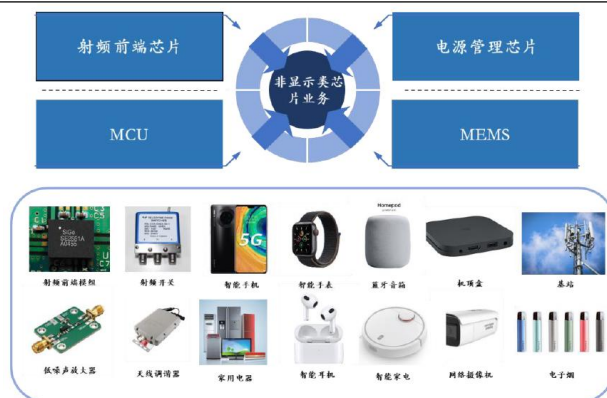 射频前端芯片
电源管理芯片
非显示类芯
片业务
MCU
MEMS
Homepod
5G
射频前端模组
射频开关
智能手机
智能手表
蓝牙音箱
机顶盒
基站
低噪声放大器
天线调谐器
家用电器
智能耳机
智能家电
网络摄像机
电子烟